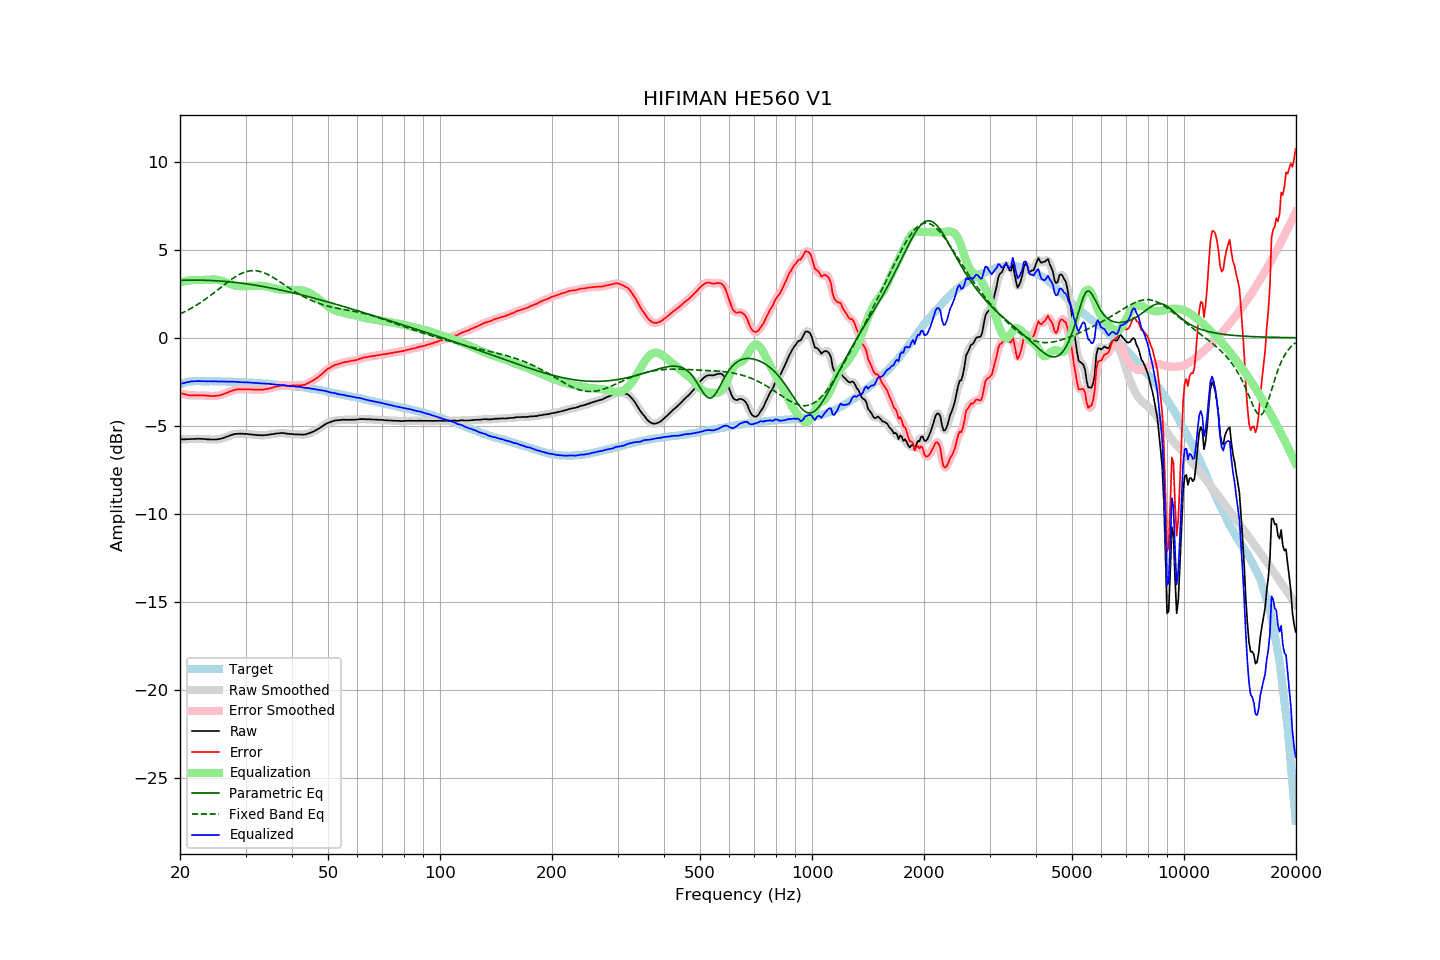 HIFIMAN HE560 V1
10
5
0
−5
−10
−15
−20
−25
Amplitude (dBr)
Target
Raw Smoothed
Error Smoothed
Raw
Error
Equalization
Parametric Eq
Fixed Band Eq
Equalized
20 50 100 200 500 1000 2000 5000 10000 20000
Frequency (Hz)